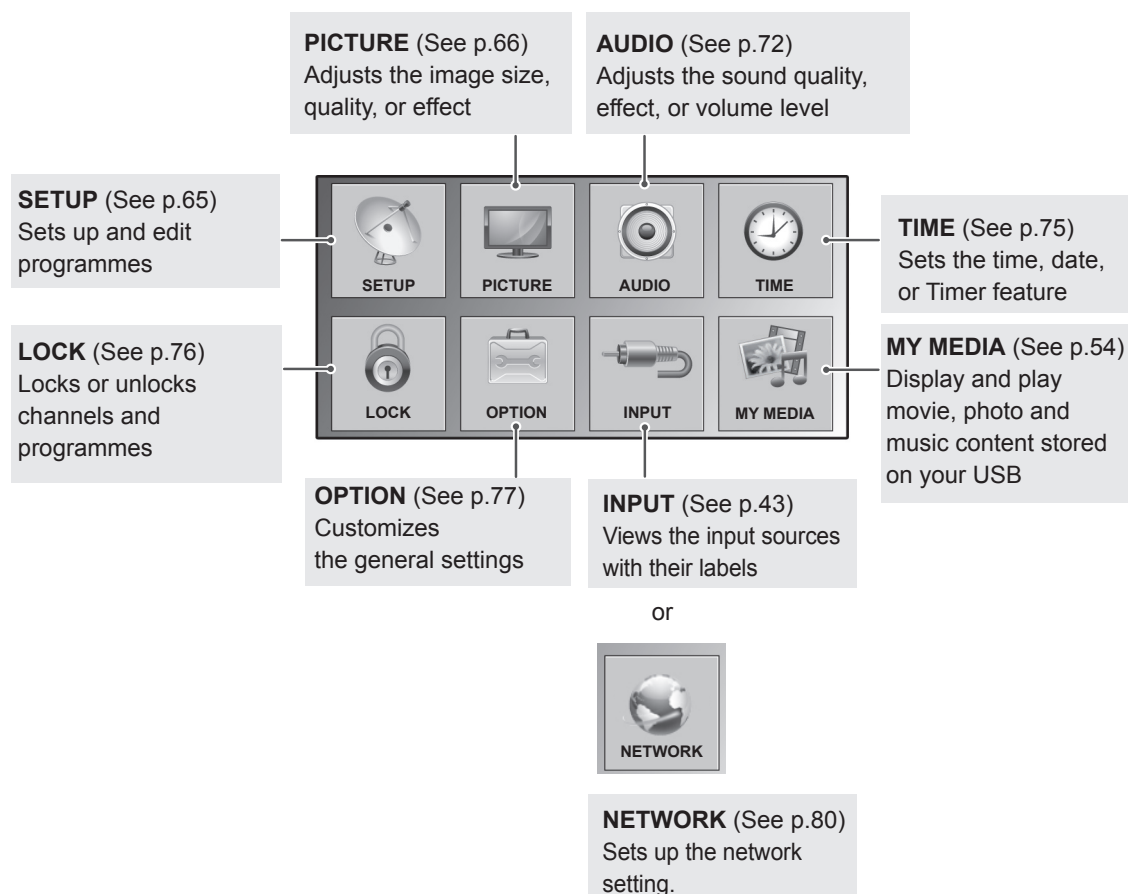 PICTURE (See p.66)
Adjusts the image size,
quality, or effect
AUDIO (See p.72)
Adjusts the sound quality,
effect, or volume level
SETUP (See p.65)
Sets up and edit
programmes
SETUP
PICTURE
AUDIO
TIME
TIME (See p.75)
Sets the time, date,
or Timer feature
LOCK (See p.76)
Locks or unlocks
channels and
programmes
LOCK
OPTION
INPUT
MY MEDIA
MY MEDIA (See p.54)
Display and play
movie, photo and
music content stored
on your USB
OPTION (See p.77)
Customizes
the general settings
INPUT (See p.43)
Views the input sources
with their labels
or
NETWORK
NETWORK (See p.80)
Sets up the network
setting.